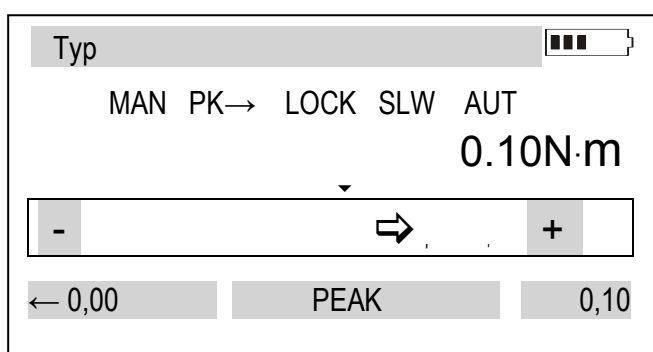 Typ
MAN PK→ LOCK SLW AUT
0.10N·m
- +
← 0,00 PEAK 0,10